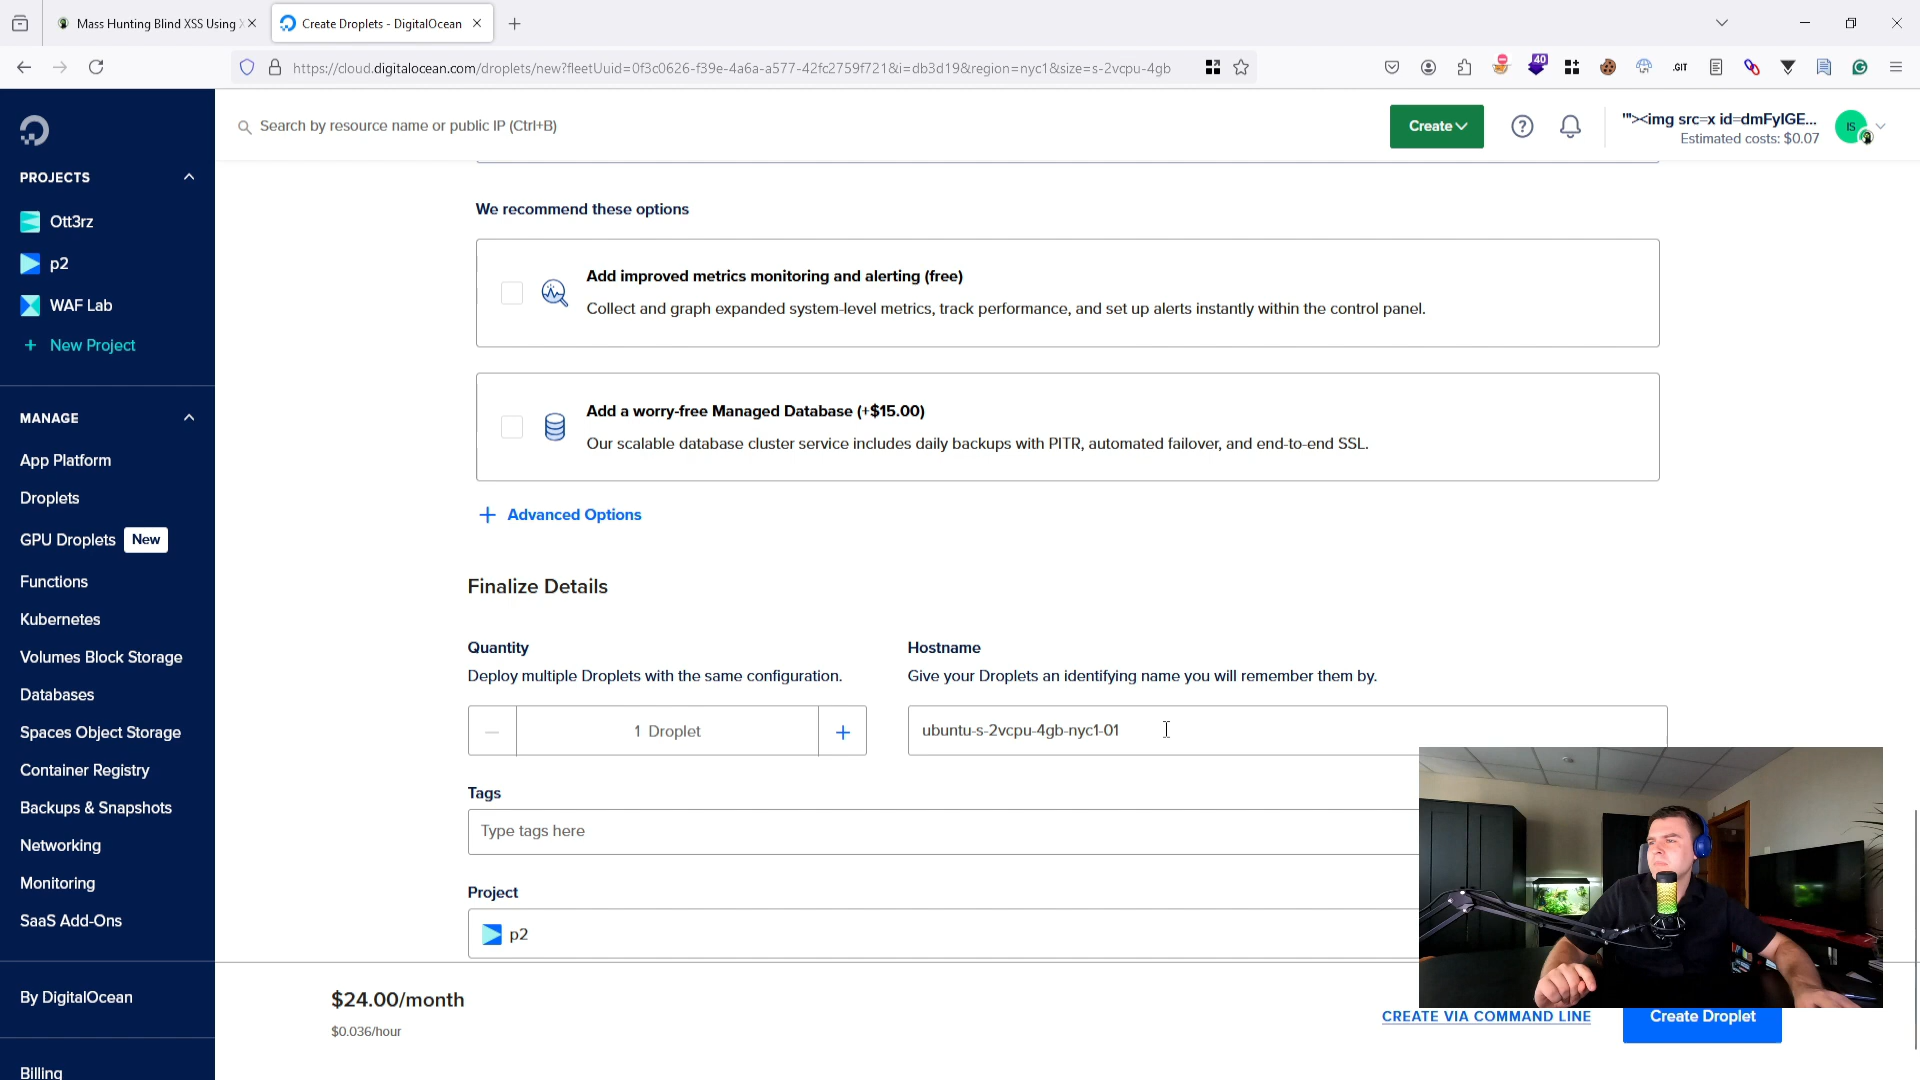 Mass Hunting Blind XSS Using
Create Droplets - DigitalOcean
https://cloud.digitalocean.com/droplets/new?fleetUuid=0f3c0626-f39e-4a6a-a577-42fc2759f721&i=db3d19&region=nyc1&size=s-2vcpu-4gb
40
.GIT
Search by resource name or public IP (Ctrl+B)
Create
'"><img src=x id=dmFyIGE...
Estimated costs: $0.07
IS
PROJECTS
Ott3rz
p2
WAF Lab
+ New Project
MANAGE
App Platform
Droplets
GPU Droplets New
Functions
Kubernetes
Volumes Block Storage
Databases
Spaces Object Storage
Container Registry
Backups & Snapshots
Networking
Monitoring
SaaS Add-Ons
By DigitalOcean
Billing
We recommend these options
Add improved metrics monitoring and alerting (free)
Collect and graph expanded system-level metrics, track performance, and set up alerts instantly within the control panel.
Add a worry-free Managed Database (+$15.00)
Our scalable database cluster service includes daily backups with PITR, automated failover, and end-to-end SSL.
+ Advanced Options
Finalize Details
Quantity
Deploy multiple Droplets with the same configuration.
1 Droplet
Hostname
Give your Droplets an identifying name you will remember them by.
ubuntu-s-2vcpu-4gb-nyc1-01
Tags
Type tags here
Project
p2
$24.00/month
$0.036/hour
CREATE VIA COMMAND LINE
Create Droplet